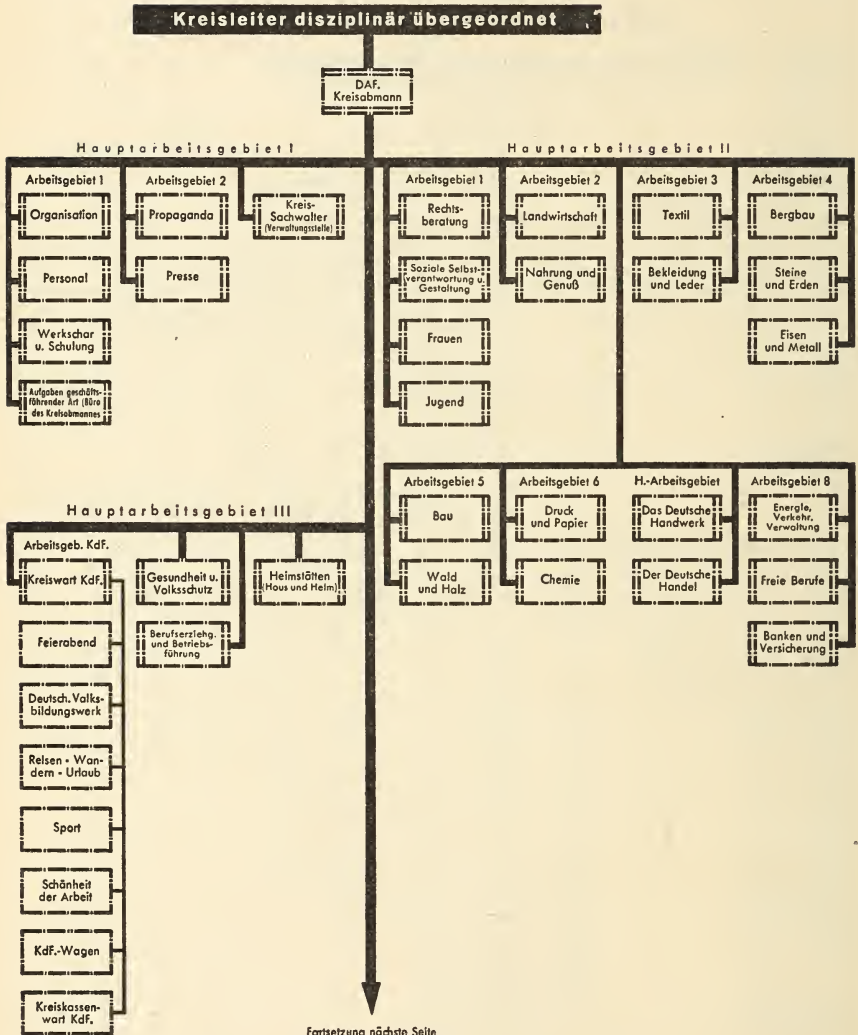 Kreisleiter disziplinär übergeordnet
DAF.
Kreisabmann
Hauptarbeitsgebiet I
Arbeitsgebiet 1
Organisation
Personal
Werkschar
u. Schulung
Aufgaben geschäfts-
führender Art (Büro
des Kreisobmannes
Arbeitsgebiet 2
Propaganda
Presse
Kreis-
Sachwalter
(Verwaltungsstelle)
Hauptarbeitsgebiet II
Arbeitsgebiet 1
Rechts-
beratung
Soziale Selbst-
verantwortung u.
Gestaltung
Frauen
Jugend
Arbeitsgebiet 2
Landwirtschaft
Nahrung und
Genuß
Arbeitsgebiet 3
Textil
Bekleidung
und Leder
Arbeitsgebiet 4
Bergbau
Steine
und Erden
Eisen
und Metall
Arbeitsgebiet 5
Bau
Wald
und Holz
Arbeitsgebiet 6
Druck
und Papier
Chemie
H.-Arbeitsgebiet
Das Deutsche
Handwerk
Der Deutsche
Handel
Arbeitsgebiet 8
Energie,
Verkehr,
Verwaltung
Freie Berufe
Banken und
Versicherung
Hauptarbeitsgebiet III
Arbeitsgeb. KdF.
Kreiswart KdF.
Feierabend
Deutsch. Valks-
bildungswerk
Reisen - Wan-
dern - Urlaub
Sport
Schönheit
der Arbeit
KdF.-Wagen
Kreiskassen-
wart KdF.
Gesundheit u.
Volksschutz
Berufserziehg.
und Betriebs-
führung
Heimstätten
(Haus und Heim)
Fortsetzung nächste Seite